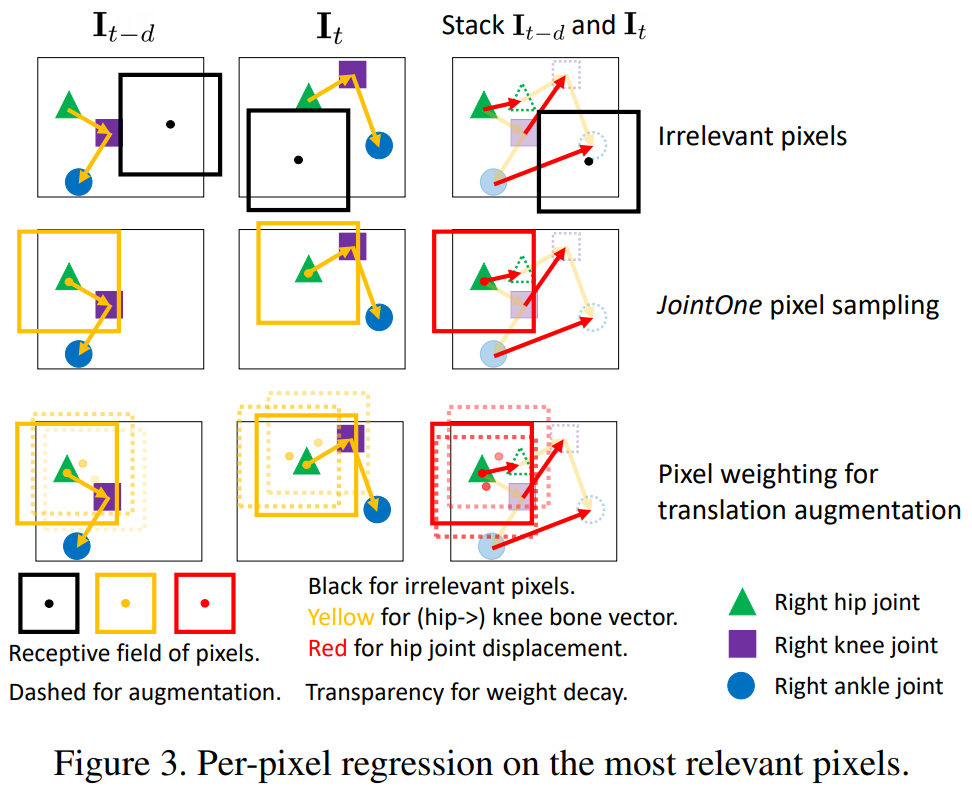 I_{t−d}
I_t
Stack I_{t−d} and I_t
Irrelevant pixels
JointOne pixel sampling
Pixel weighting for
translation augmentation
Receptive field of pixels.
Dashed for augmentation.
Black for irrelevant pixels.
Yellow for (hip->) knee bone vector.
Red for hip joint displacement.
Transparency for weight decay.
Right hip joint
Right knee joint
Right ankle joint
Figure 3. Per-pixel regression on the most relevant pixels.